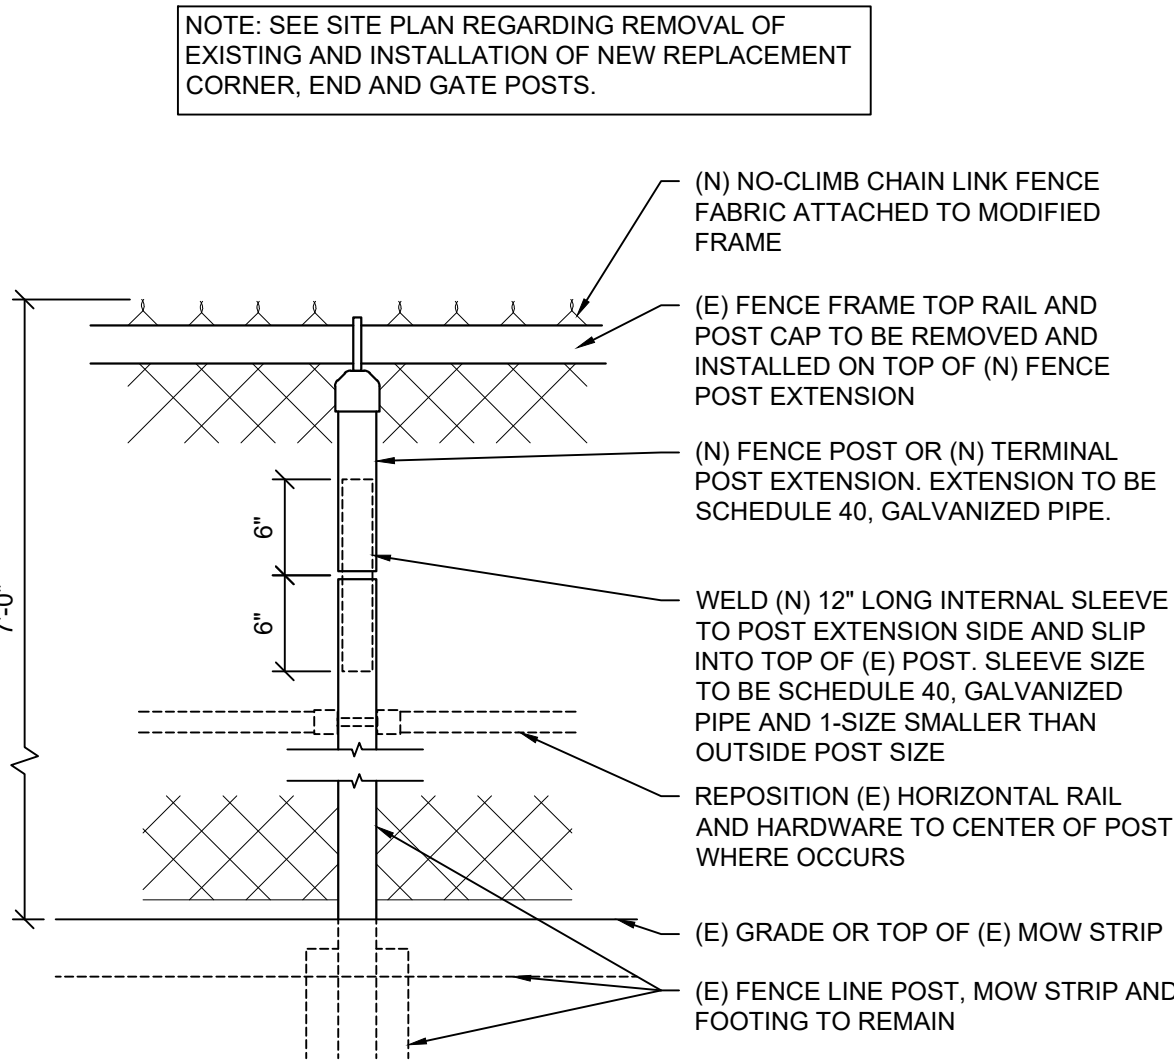 NOTE: SEE SITE PLAN REGARDING REMOVAL OF
EXISTING AND INSTALLATION OF NEW REPLACEMENT
CORNER, END AND GATE POSTS.
(N) NO-CLIMB CHAIN LINK FENCE
FABRIC ATTACHED TO MODIFIED
FRAME
(E) FENCE FRAME TOP RAIL AND
POST CAP TO BE REMOVED AND
INSTALLED ON TOP OF (N) FENCE
POST EXTENSION
(N) FENCE POST OR (N) TERMINAL
POST EXTENSION. EXTENSION TO BE
SCHEDULE 40, GALVANIZED PIPE.
6"
6"
7'-0"
WELD (N) 12" LONG INTERNAL SLEEVE
TO POST EXTENSION SIDE AND SLIP
INTO TOP OF (E) POST. SLEEVE SIZE
TO BE SCHEDULE 40, GALVANIZED
PIPE AND 1-SIZE SMALLER THAN
OUTSIDE POST SIZE
REPOSITION (E) HORIZONTAL RAIL
AND HARDWARE TO CENTER OF POST
WHERE OCCURS
(E) GRADE OR TOP OF (E) MOW STRIP
(E) FENCE LINE POST, MOW STRIP AND
FOOTING TO REMAIN